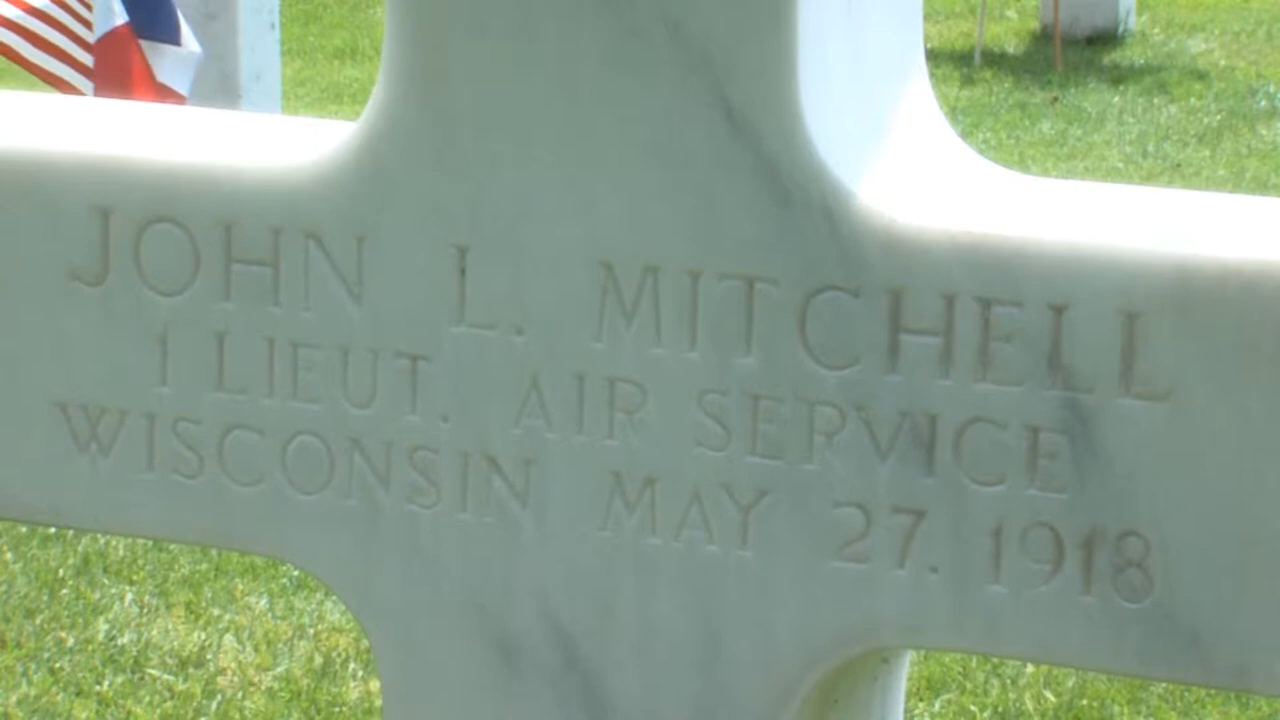 JOHN L. MITCHELL
1 LIEUT. AIR SERVICE
WISCONSIN MAY 27. 1918